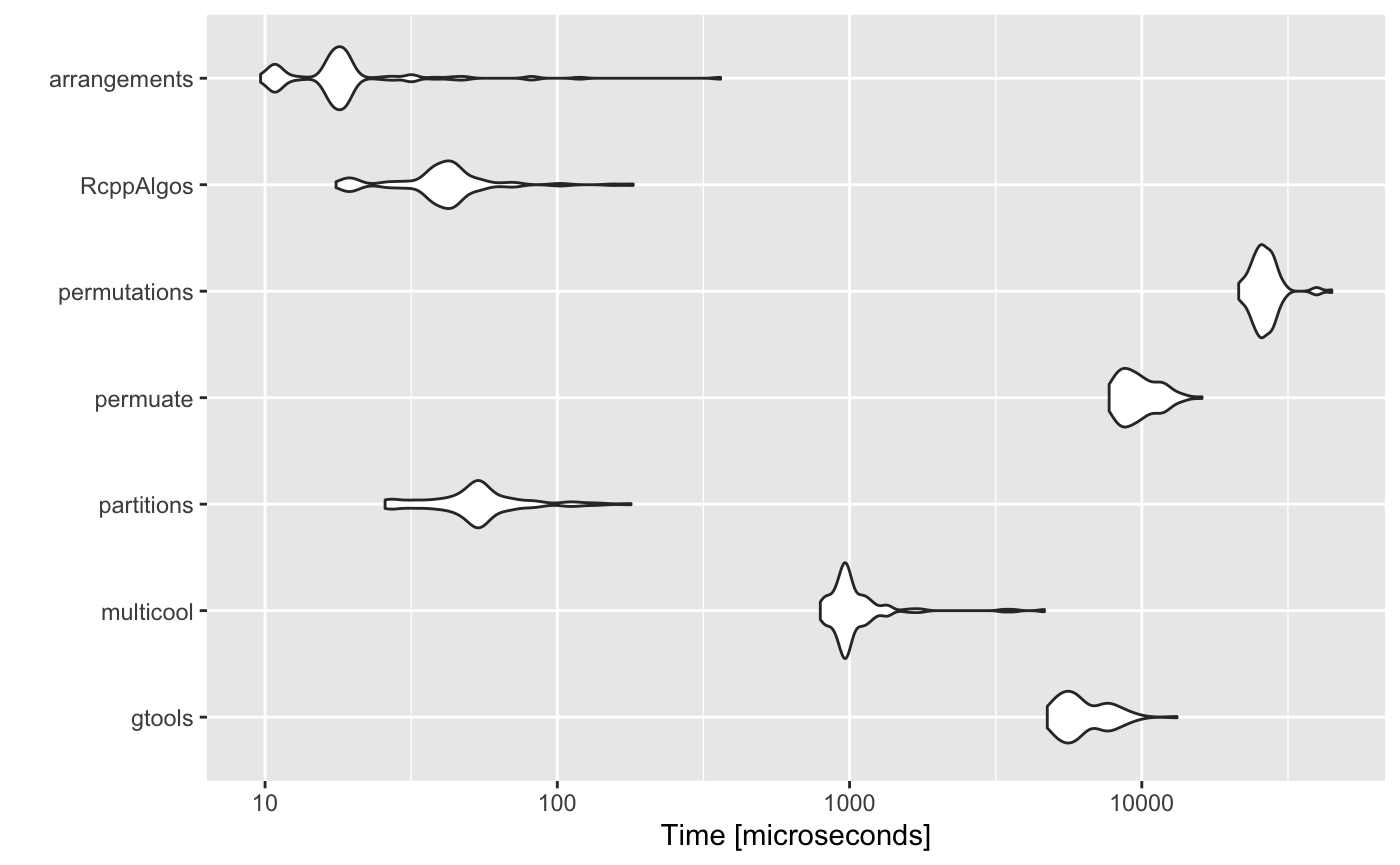 arrangements
RcppAlgos
permutations
permuate
partitions
multicool
gtools
10 100 1000 10000
Time [microseconds]